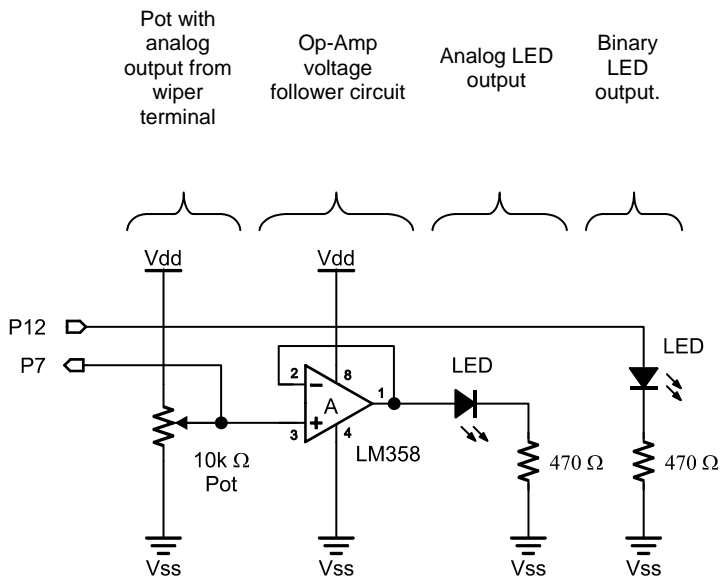 Pot with
analog
output from
wiper
terminal
Op-Amp
voltage
follower circuit
Analog LED
output
Binary
LED
output.
Vdd
Vdd
P12
P7
LED
LED
2
8
1
A
3
4
LM358
10k Ω
Pot
470 Ω
470 Ω
Vss
Vss
Vss
Vss